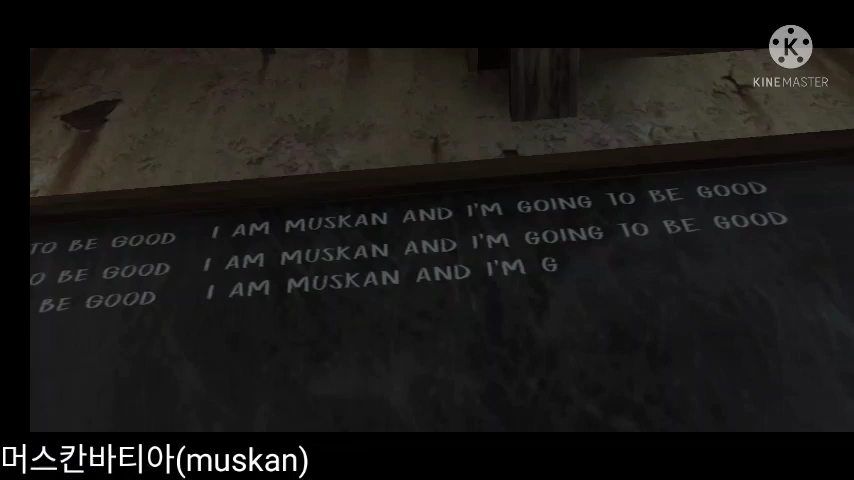 KINEMASTER
TO BE GOOD I AM MUSKAN AND I'M GOING TO BE GOOD
O BE GOOD I AM MUSKAN AND I'M GOING TO BE GOOD
BE GOOD I AM MUSKAN AND I'M G
머스칸바티아(muskan)